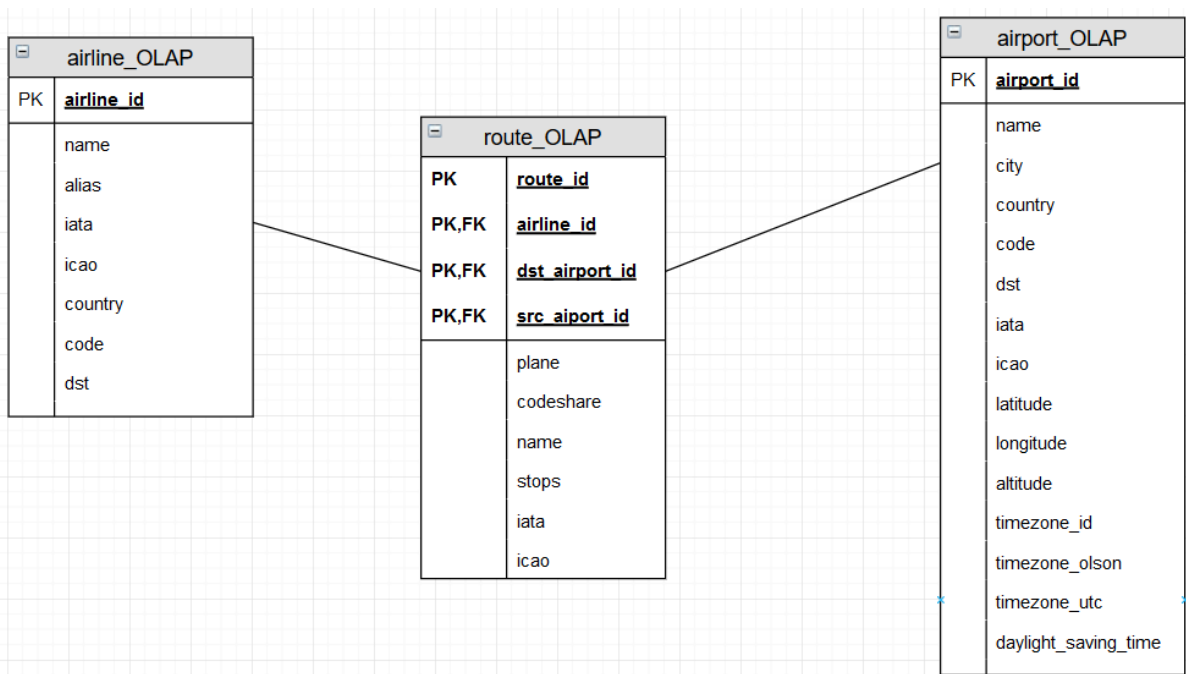 airline_OLAP
PK airline_id
name
alias
iata
icao
country
code
dst
route_OLAP
PK route_id
PK,FK airline_id
PK,FK dst_airport_id
PK,FK src_aiport_id
plane
codeshare
name
stops
iata
icao
airport_OLAP
PK airport_id
name
city
country
code
dst
iata
icao
latitude
longitude
altitude
timezone_id
timezone_olson
timezone_utc
daylight_saving_time